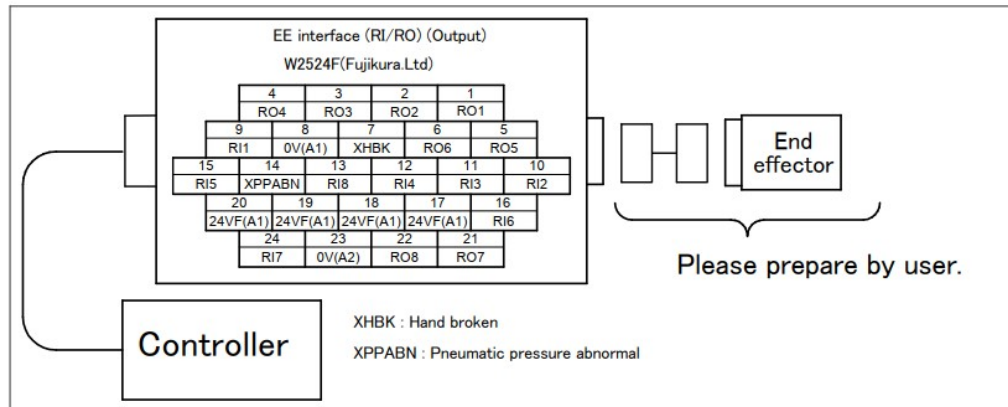 EE interface (RI/RO) (Output)
W2524F(Fujikura.Ltd)
4 3 2 1
RO4 RO3 RO2 RO1
9 8 7 6 5
RI1 0V(A1) XHBK RO6 RO5
15 14 13 12 11 10
RI5 XPPABN RI8 RI4 RI3 RI2
20 19 18 17 16
24VF(A1) 24VF(A1) 24VF(A1) 24VF(A1) RI6
24 23 22 21
RI7 0V(A2) RO8 RO7
End
effector
Please prepare by user.
Controller
XHBK : Hand broken
XPPABN : Pneumatic pressure abnormal